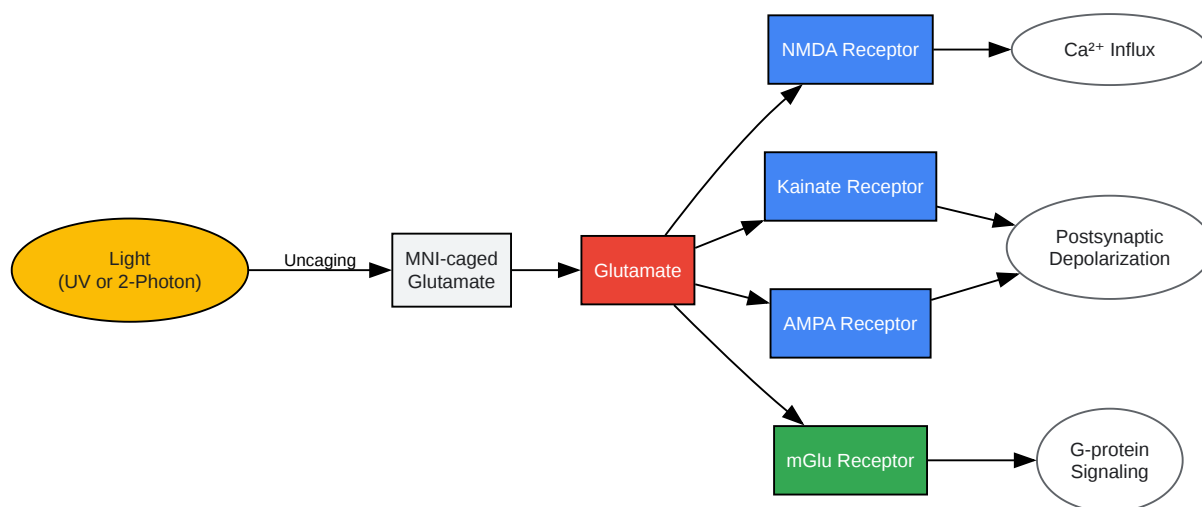 Light
(UV or 2-Photon)
Uncaging
MNI-caged
Glutamate
Glutamate
NMDA Receptor
Ca²⁺ Influx
Kainate Receptor
Postsynaptic
Depolarization
AMPA Receptor
mGlu Receptor
G-protein
Signaling